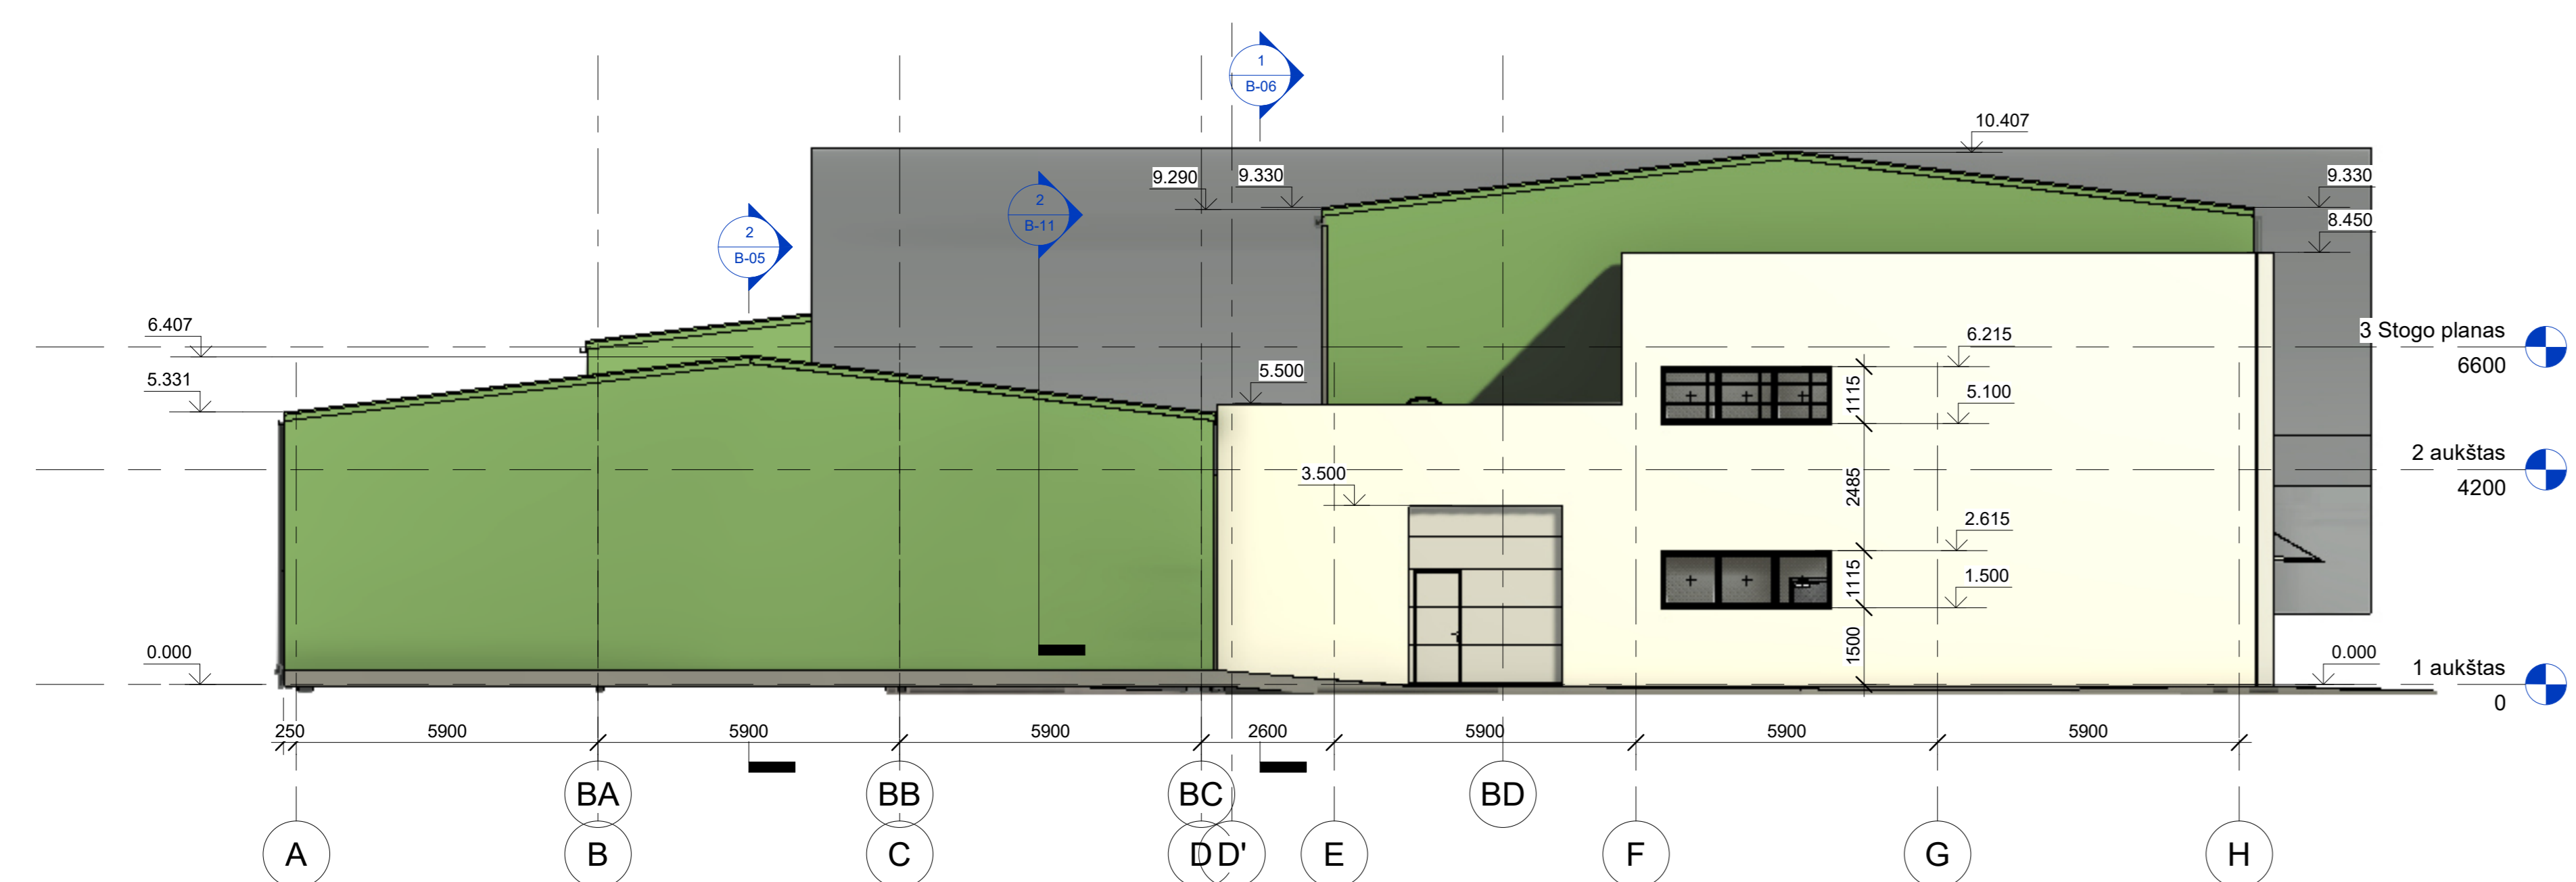 1
B-06
10.407
9.290
9.330
9.330
2
B-11
8.450
2
B-05
6.407
6.215
3 Stogo planas
6600
5.331
5.500
1115
5.100
2 aukštas
4200
3.500
2485
2.615
1115
1.500
1500
0.000
0.000
1 aukštas
0
250
5900
5900
5900
2600
5900
5900
5900
BA
BB
BC
BD
A
B
C
D
D'
E
F
G
H